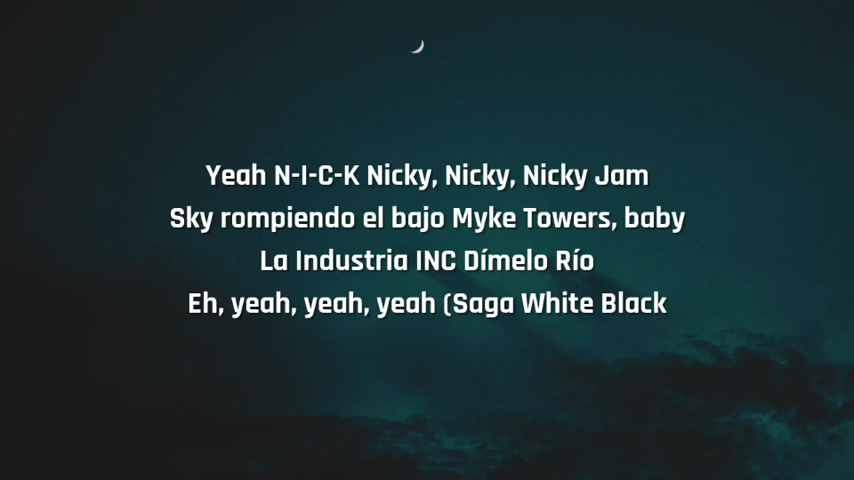 Yeah N-I-C-K Nicky, Nicky, Nicky Jam
Sky rompiendo el bajo Myke Towers, baby
La Industria INC Dímelo Río
Eh, yeah, yeah, yeah (Saga White Black